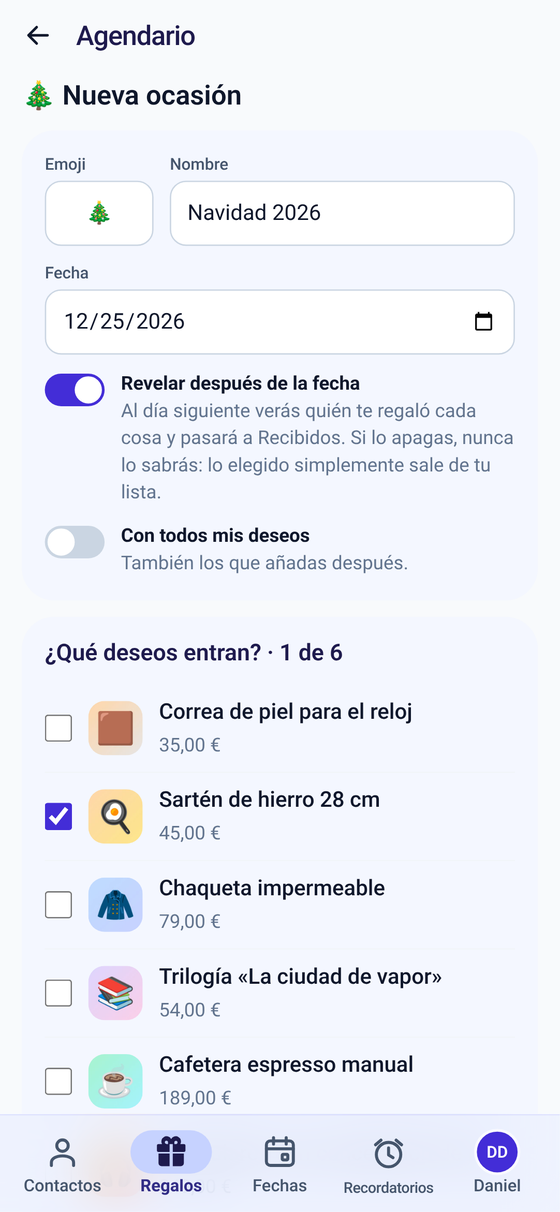 Agendario
🎄 Nueva ocasión
Emoji
Nombre
🎄
Navidad 2026
Fecha
12/25/2026
Revelar después de la fecha
Al día siguiente verás quién te regaló cada
cosa y pasará a Recibidos. Si lo apagas, nunca
lo sabrás: lo elegido simplemente sale de tu
lista.
Con todos mis deseos
También los que añadas después.
¿Qué deseos entran? · 1 de 6
Correa de piel para el reloj
35,00 €
Sartén de hierro 28 cm
45,00 €
Chaqueta impermeable
79,00 €
Trilogía «La ciudad de vapor»
54,00 €
Cafetera espresso manual
189,00 €
DD
Contactos
Regalos
Fechas
Recordatorios
Daniel